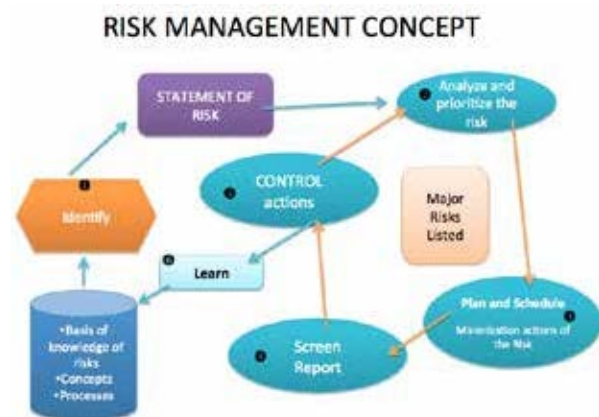 RISK MANAGEMENT CONCEPT
STATEMENT OF
RISK
Analyze and
prioritize the
risk
CONTROL
actions
Identify
Major
Risks
Listed
Learn
Plan and Schedule
actions of
the Risk
•Basis of
knowledge of
risks
•Concepts
•Processes
Screen
Report